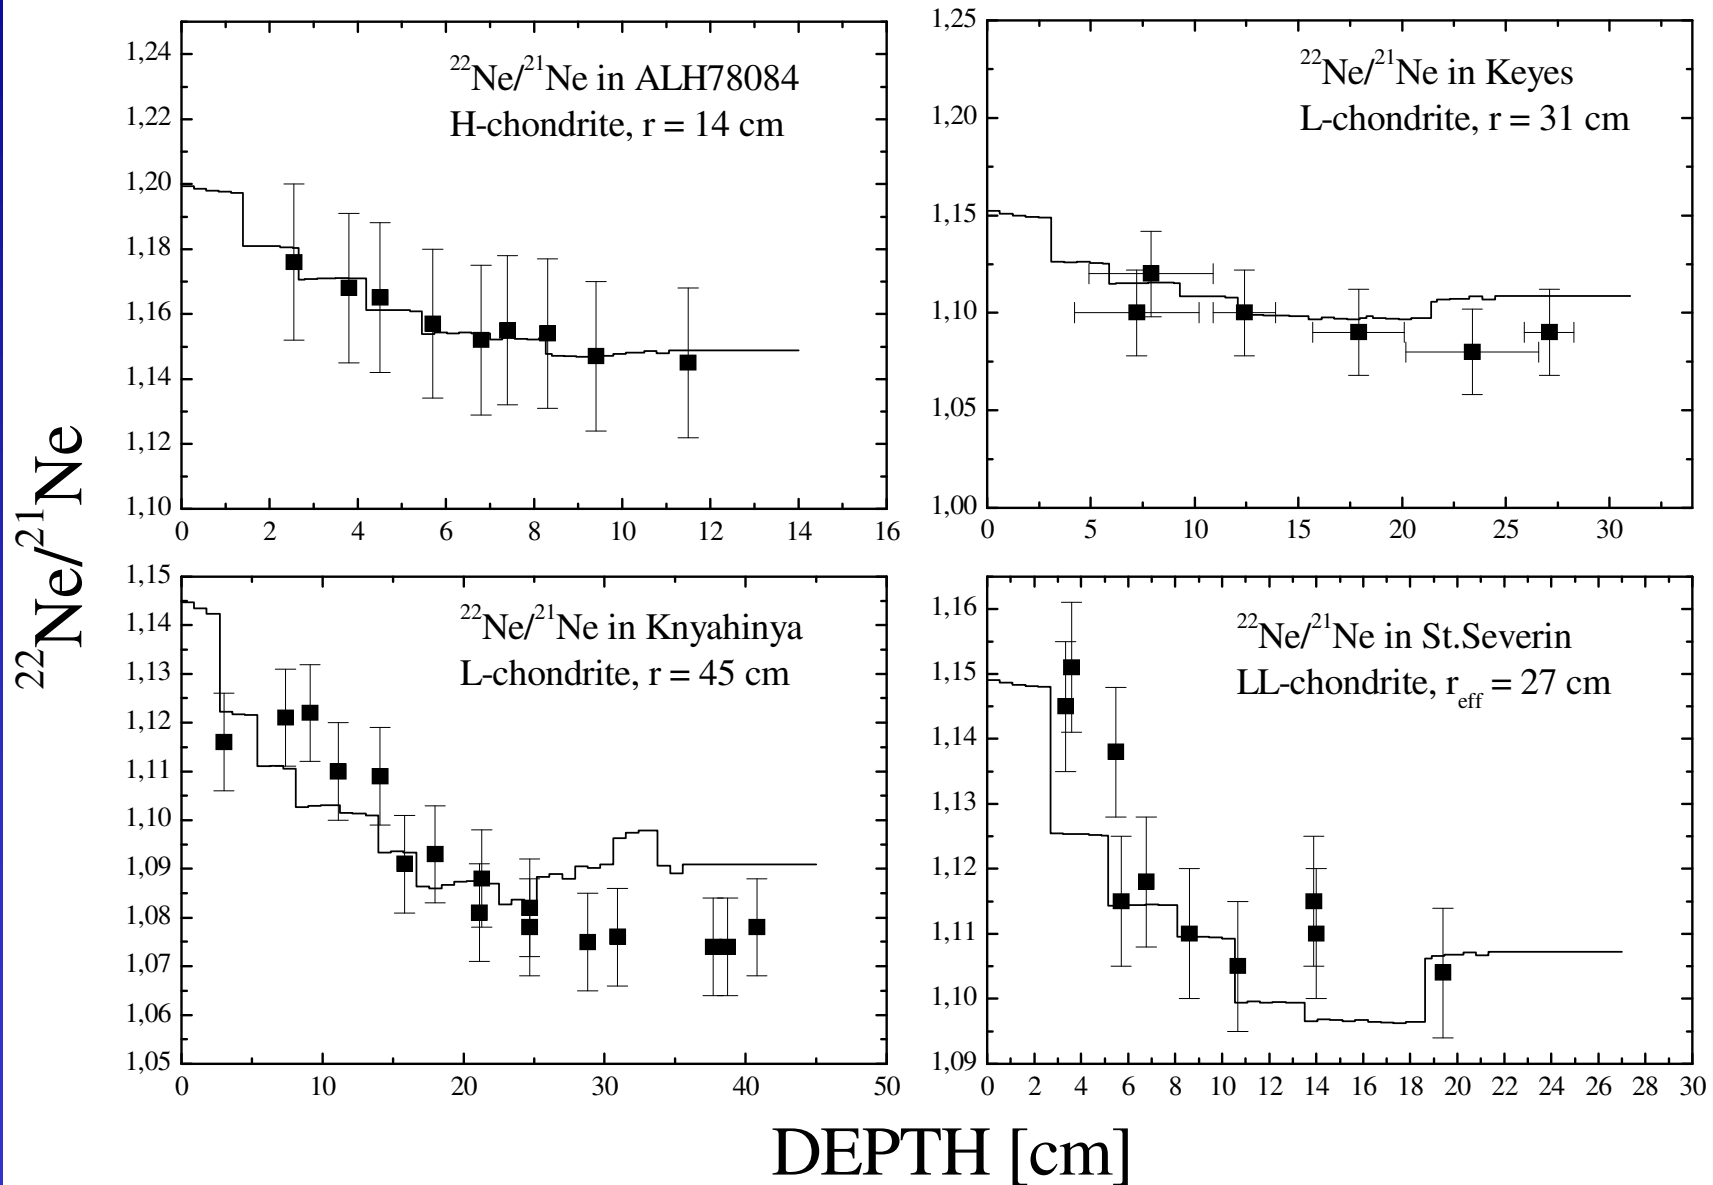 ²²Ne/²¹Ne
1,24
1,22
1,20
1,18
1,16
1,14
1,12
1,10
0 2 4 6 8 10 12 14 16
²²Ne/²¹Ne in ALH78084
H-chondrite, r = 14 cm
1,25
1,20
1,15
1,10
1,05
1,00
0 5 10 15 20 25 30
²²Ne/²¹Ne in Keyes
L-chondrite, r = 31 cm
1,15
1,14
1,13
1,12
1,11
1,10
1,09
1,08
1,07
1,06
1,05
0 10 20 30 40 50
²²Ne/²¹Ne in Knyahinya
L-chondrite, r = 45 cm
1,16
1,15
1,14
1,13
1,12
1,11
1,10
1,09
0 2 4 6 8 10 12 14 16 18 20 22 24 26 28 30
²²Ne/²¹Ne in St.Severin
LL-chondrite, r_eff = 27 cm
DEPTH [cm]